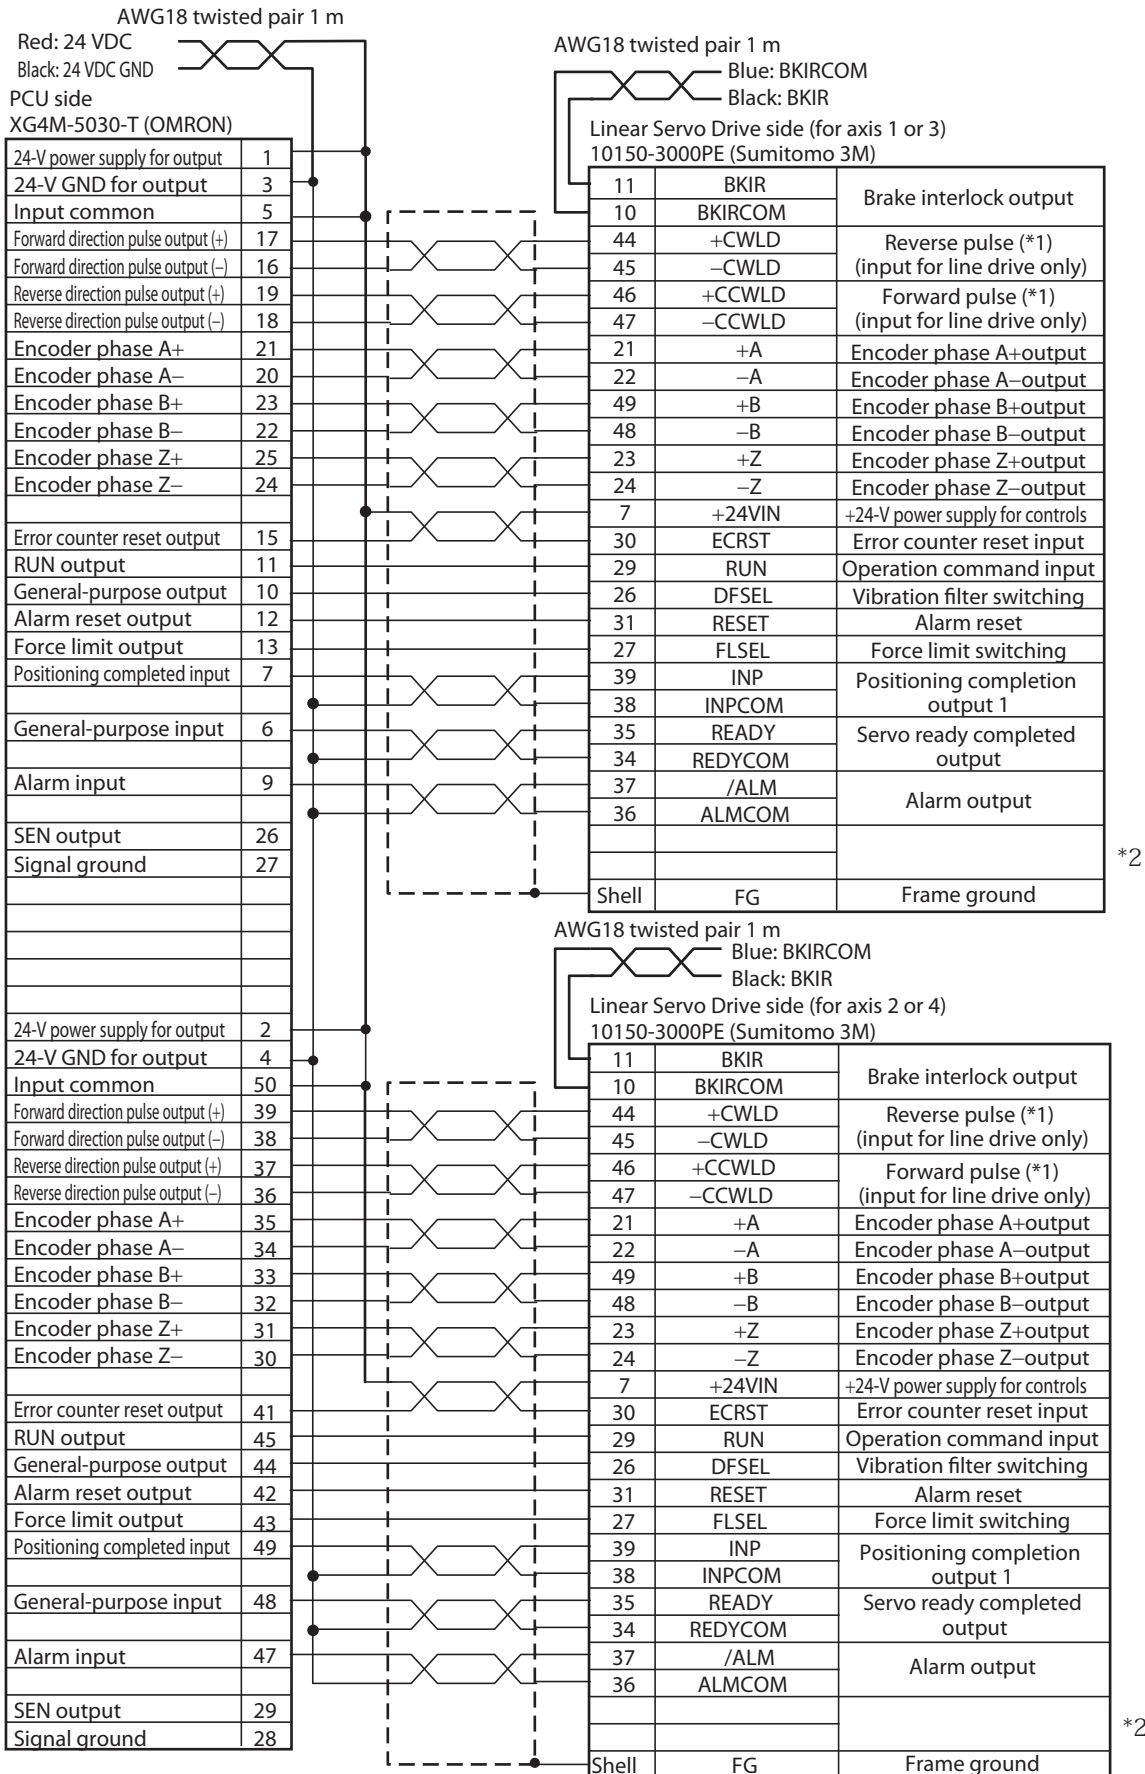 AWG18 twisted pair 1 m
Red: 24 VDC
Black: 24 VDC GND
PCU side
XG4M-5030-T (OMRON)
24-V power supply for output 1
24-V GND for output 3
Input common 5
Forward direction pulse output (+) 17
Forward direction pulse output (−) 16
Reverse direction pulse output (+) 19
Reverse direction pulse output (−) 18
Encoder phase A+ 21
Encoder phase A− 20
Encoder phase B+ 23
Encoder phase B− 22
Encoder phase Z+ 25
Encoder phase Z− 24
Error counter reset output 15
RUN output 11
General-purpose output 10
Alarm reset output 12
Force limit output 13
Positioning completed input 7
General-purpose input 6
Alarm input 9
SEN output 26
Signal ground 27
24-V power supply for output 2
24-V GND for output 4
Input common 50
Forward direction pulse output (+) 39
Forward direction pulse output (−) 38
Reverse direction pulse output (+) 37
Reverse direction pulse output (−) 36
Encoder phase A+ 35
Encoder phase A− 34
Encoder phase B+ 33
Encoder phase B− 32
Encoder phase Z+ 31
Encoder phase Z− 30
Error counter reset output 41
RUN output 45
General-purpose output 44
Alarm reset output 42
Force limit output 43
Positioning completed input 49
General-purpose input 48
Alarm input 47
SEN output 29
Signal ground 28
AWG18 twisted pair 1 m
Blue: BKIRCOM
Black: BKIR
Linear Servo Drive side (for axis 1 or 3)
10150-3000PE (Sumitomo 3M)
11 BKIR Brake interlock output
10 BKIRCOM
44 +CWLD Reverse pulse (*1)
45 −CWLD (input for line drive only)
46 +CCWLD Forward pulse (*1)
47 −CCWLD (input for line drive only)
21 +A Encoder phase A+output
22 −A Encoder phase A−output
49 +B Encoder phase B+output
48 −B Encoder phase B−output
23 +Z Encoder phase Z+output
24 −Z Encoder phase Z−output
7 +24VIN +24-V power supply for controls
30 ECRST Error counter reset input
29 RUN Operation command input
26 DFSEL Vibration filter switching
31 RESET Alarm reset
27 FLSEL Force limit switching
39 INP Positioning completion
38 INPCOM output 1
35 READY Servo ready completed
34 REDYCOM output
37 /ALM Alarm output
36 ALMCOM
*2
Shell FG Frame ground
AWG18 twisted pair 1 m
Blue: BKIRCOM
Black: BKIR
Linear Servo Drive side (for axis 2 or 4)
10150-3000PE (Sumitomo 3M)
11 BKIR Brake interlock output
10 BKIRCOM
44 +CWLD Reverse pulse (*1)
45 −CWLD (input for line drive only)
46 +CCWLD Forward pulse (*1)
47 −CCWLD (input for line drive only)
21 +A Encoder phase A+output
22 −A Encoder phase A−output
49 +B Encoder phase B+output
48 −B Encoder phase B−output
23 +Z Encoder phase Z+output
24 −Z Encoder phase Z−output
7 +24VIN +24-V power supply for controls
30 ECRST Error counter reset input
29 RUN Operation command input
26 DFSEL Vibration filter switching
31 RESET Alarm reset
27 FLSEL Force limit switching
39 INP Positioning completion
38 INPCOM output 1
35 READY Servo ready completed
34 REDYCOM output
37 /ALM Alarm output
36 ALMCOM
*2
Shell FG Frame ground